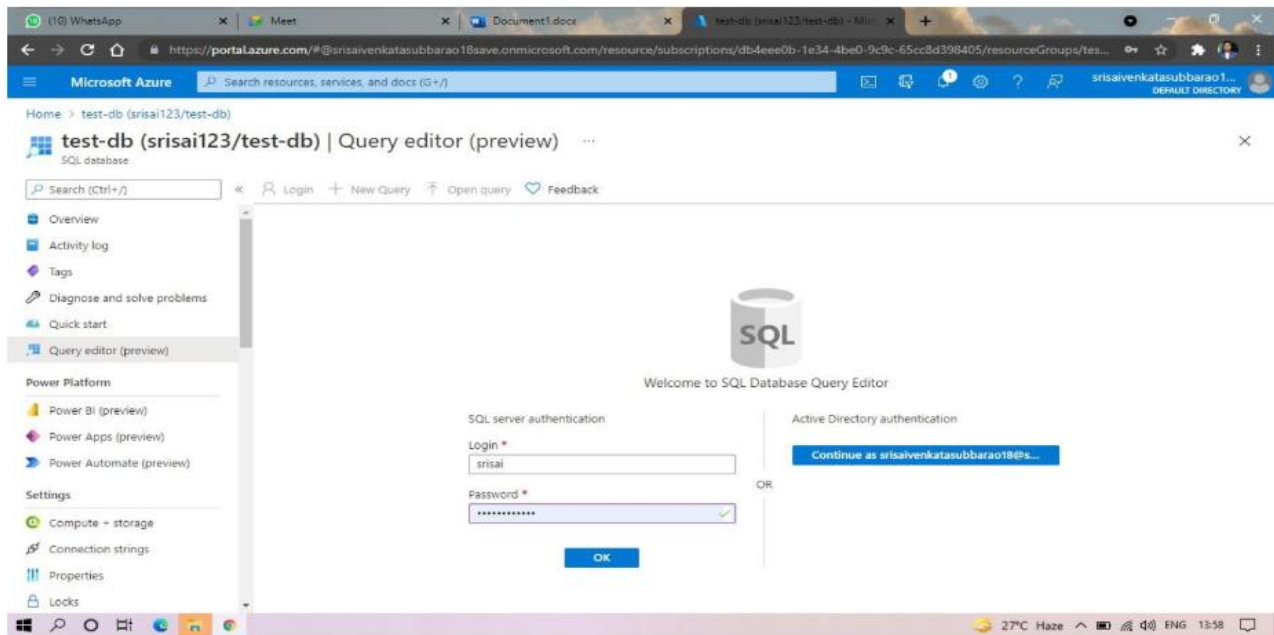 (10) WhatsApp
Meet
Document1.docx
test-db (srisai123/test-db) - Mic
https://portal.azure.com/#@srisaivenkatasubbarao18save.onmicrosoft.com/resource/subscriptions/db4eee0b-1e34-4be0-9c9c-65cc8d398405/resourceGroups/tes...
Microsoft Azure
Search resources, services, and docs (G+/)
1
srisaivenkatasubbarao1...
DEFAULT DIRECTORY
Home > test-db (srisai123/test-db)
test-db (srisai123/test-db) | Query editor (preview) ...
SQL database
Search (Ctrl+/)
« Login + New Query Open query Feedback
Overview
Activity log
Tags
Diagnose and solve problems
Quick start
Query editor (preview)
Power Platform
Power BI (preview)
Power Apps (preview)
Power Automate (preview)
Settings
Compute + storage
Connection strings
Properties
Locks
SQL
Welcome to SQL Database Query Editor
SQL server authentication
Login *
srisai
Password *
••••••••••••
OK
OR
Active Directory authentication
Continue as srisaivenkatasubbarao18@s...
27°C Haze ENG 13:58